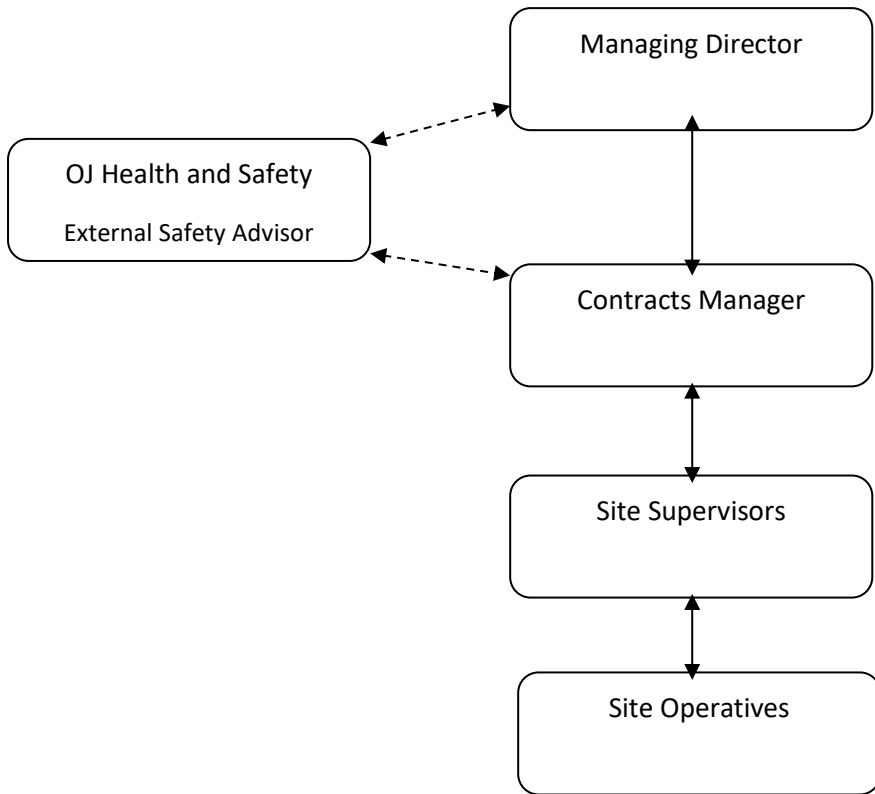 Managing Director
OJ Health and Safety
External Safety Advisor
Contracts Manager
Site Supervisors
Site Operatives